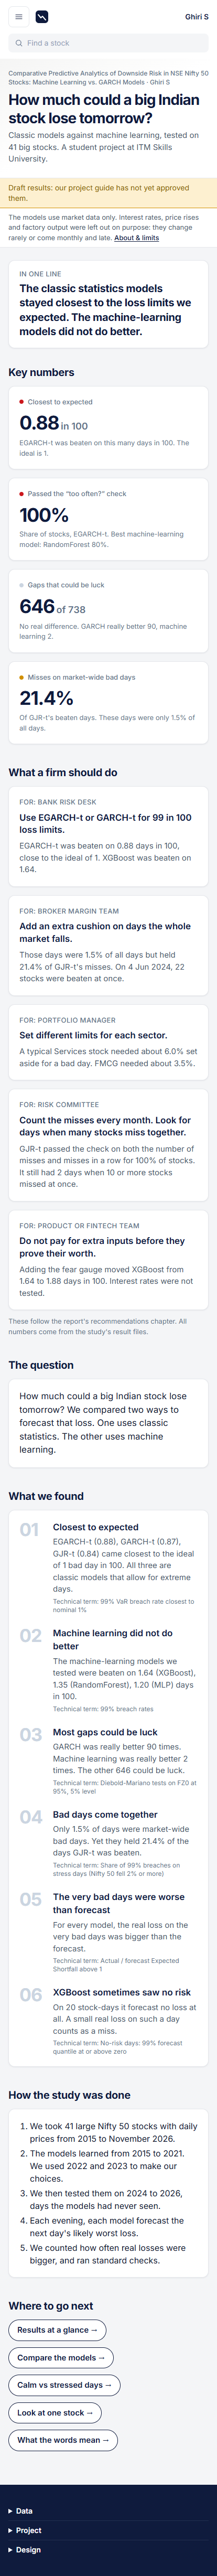 Ghiri S
Find a stock
Comparative Predictive Analytics of Downside Risk in NSE Nifty 50
Stocks: Machine Learning vs. GARCH Models · Ghiri S
How much could a big Indian
stock lose tomorrow?
Classic models against machine learning, tested on
41 big stocks. A student project at ITM Skills
University.
Draft results: our project guide has not yet approved
them.
The models use market data only. Interest rates, price rises
and factory output were left out on purpose: they change
rarely or come monthly and late. About & limits
IN ONE LINE
The classic statistics models
stayed closest to the loss limits we
expected. The machine-learning
models did not do better.
Key numbers
Closest to expected
0.88 in 100
EGARCH-t was beaten on this many days in 100. The
ideal is 1.
Passed the “too often?” check
100%
Share of stocks, EGARCH-t. Best machine-learning
model: RandomForest 80%.
Gaps that could be luck
646 of 738
No real difference. GARCH really better 90, machine
learning 2.
Misses on market-wide bad days
21.4%
Of GJR-t's beaten days. These days were only 1.5% of
all days.
What a firm should do
FOR: BANK RISK DESK
Use EGARCH-t or GARCH-t for 99 in 100
loss limits.
EGARCH-t was beaten on 0.88 days in 100,
close to the ideal of 1. XGBoost was beaten on
1.64.
FOR: BROKER MARGIN TEAM
Add an extra cushion on days the whole
market falls.
Those days were 1.5% of all days but held
21.4% of GJR-t's misses. On 4 Jun 2024, 22
stocks were beaten at once.
FOR: PORTFOLIO MANAGER
Set different limits for each sector.
A typical Services stock needed about 6.0% set
aside for a bad day. FMCG needed about 3.5%.
FOR: RISK COMMITTEE
Count the misses every month. Look for
days when many stocks miss together.
GJR-t passed the check on both the number of
misses and misses in a row for 100% of stocks.
It still had 2 days when 10 or more stocks
missed at once.
FOR: PRODUCT OR FINTECH TEAM
Do not pay for extra inputs before they
prove their worth.
Adding the fear gauge moved XGBoost from
1.64 to 1.88 days in 100. Interest rates were not
tested.
These follow the report's recommendations chapter. All
numbers come from the study's result files.
The question
How much could a big Indian stock lose
tomorrow? We compared two ways to
forecast that loss. One uses classic
statistics. The other uses machine
learning.
What we found
01
Closest to expected
EGARCH-t (0.88), GARCH-t (0.87),
GJR-t (0.84) came closest to the ideal
of 1 bad day in 100. All three are
classic models that allow for extreme
days.
Technical term: 99% VaR breach rate closest to
nominal 1%
02
Machine learning did not do
better
The machine-learning models we
tested were beaten on 1.64 (XGBoost),
1.35 (RandomForest), 1.20 (MLP) days
in 100.
Technical term: 99% breach rates
03
Most gaps could be luck
GARCH was really better 90 times.
Machine learning was really better 2
times. The other 646 could be luck.
Technical term: Diebold-Mariano tests on FZ0 at
95%, 5% level
04
Bad days come together
Only 1.5% of days were market-wide
bad days. Yet they held 21.4% of the
days GJR-t was beaten.
Technical term: Share of 99% breaches on
stress days (Nifty 50 fell 2% or more)
05
The very bad days were worse
than forecast
For every model, the real loss on the
very bad days was bigger than the
forecast.
Technical term: Actual / forecast Expected
Shortfall above 1
06
XGBoost sometimes saw no risk
On 20 stock-days it forecast no loss at
all. A small real loss on such a day
counts as a miss.
Technical term: No-risk days: 99% forecast
quantile at or above zero
How the study was done
1. We took 41 large Nifty 50 stocks with daily
prices from 2015 to November 2026.
2. The models learned from 2015 to 2021.
We used 2022 and 2023 to make our
choices.
3. We then tested them on 2024 to 2026,
days the models had never seen.
4. Each evening, each model forecast the
next day's likely worst loss.
5. We counted how often real losses were
bigger, and ran standard checks.
Where to go next
Results at a glance →
Compare the models →
Calm vs stressed days →
Look at one stock →
What the words mean →
Data
Project
Design